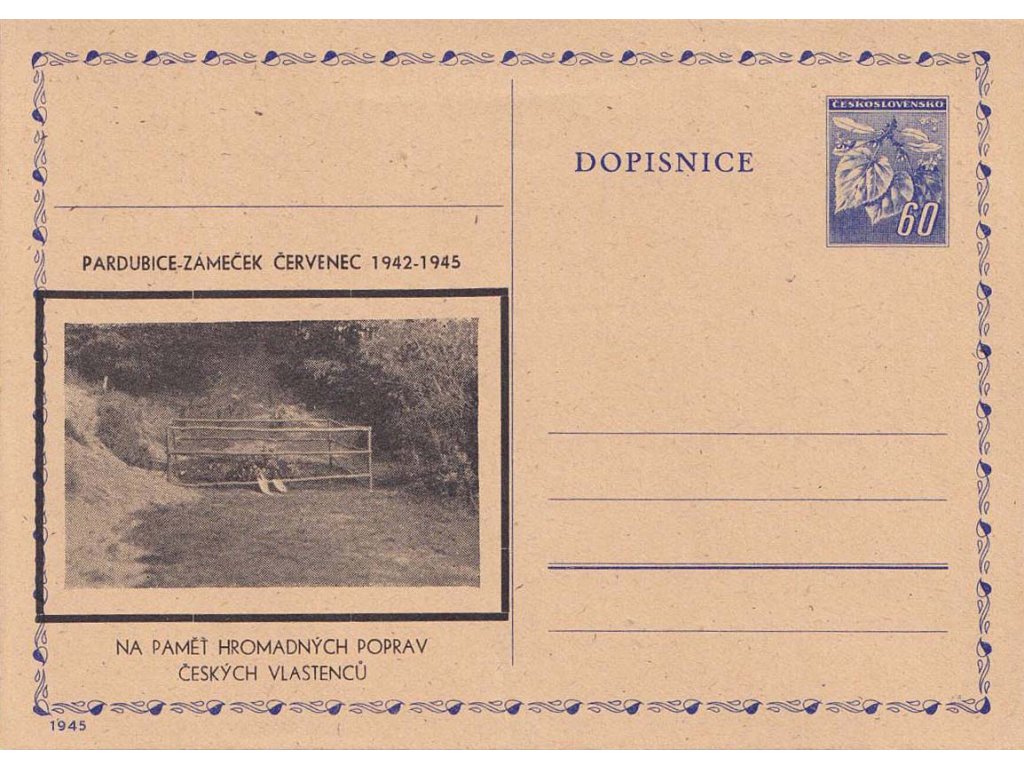 PARDUBICE-ZÁMEČEK ČERVENEC 1942-1945
NA PAMĚŤ HROMADNÝCH POPRAV
ČESKÝCH VLASTENCŮ
1945
DOPISNICE
ČESKOSLOVENSKO
60